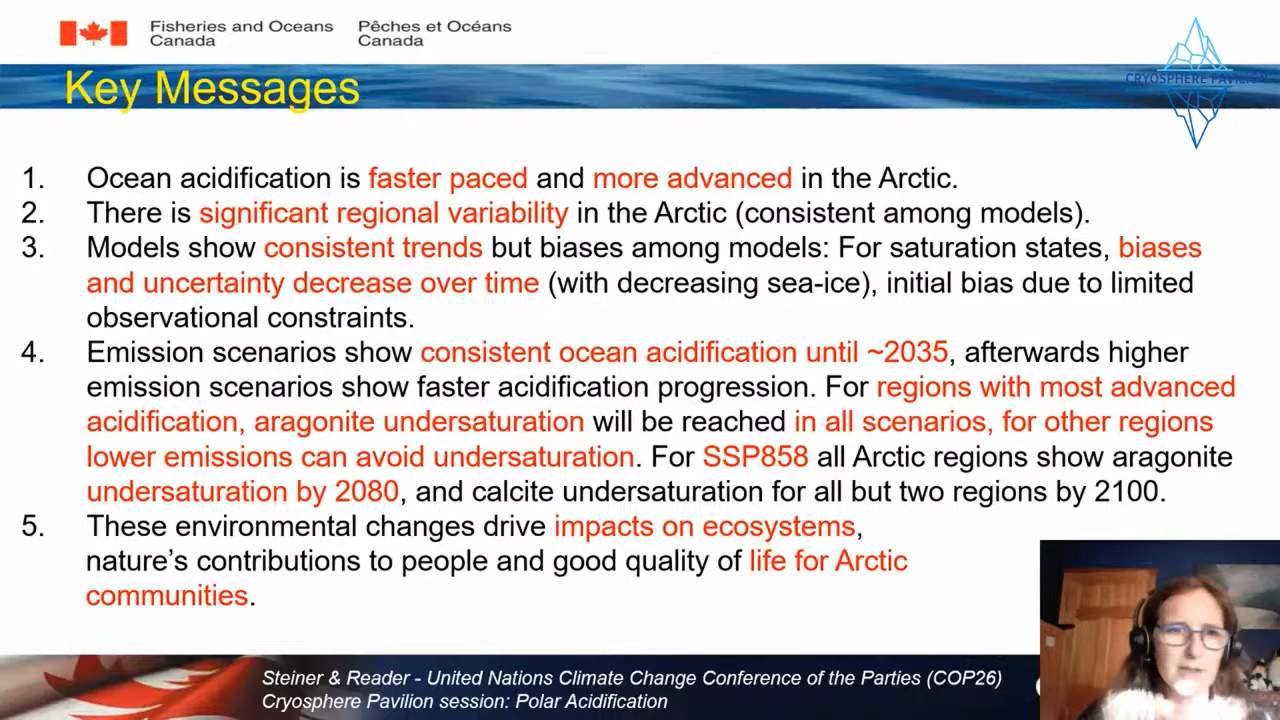 Fisheries and Oceans Pêches et Océans
Canada Canada
CRYOSPHERE PAVILION
Key Messages
1. Ocean acidification is faster paced and more advanced in the Arctic.
2. There is significant regional variability in the Arctic (consistent among models).
3. Models show consistent trends but biases among models: For saturation states, biases
and uncertainty decrease over time (with decreasing sea-ice), initial bias due to limited
observational constraints.
4. Emission scenarios show consistent ocean acidification until ~2035, afterwards higher
emission scenarios show faster acidification progression. For regions with most advanced
acidification, aragonite undersaturation will be reached in all scenarios, for other regions
lower emissions can avoid undersaturation. For SSP858 all Arctic regions show aragonite
undersaturation by 2080, and calcite undersaturation for all but two regions by 2100.
5. These environmental changes drive impacts on ecosystems,
nature's contributions to people and good quality of life for Arctic
communities.
Steiner & Reader - United Nations Climate Change Conference of the Parties (COP26)
Cryosphere Pavilion session: Polar Acidification